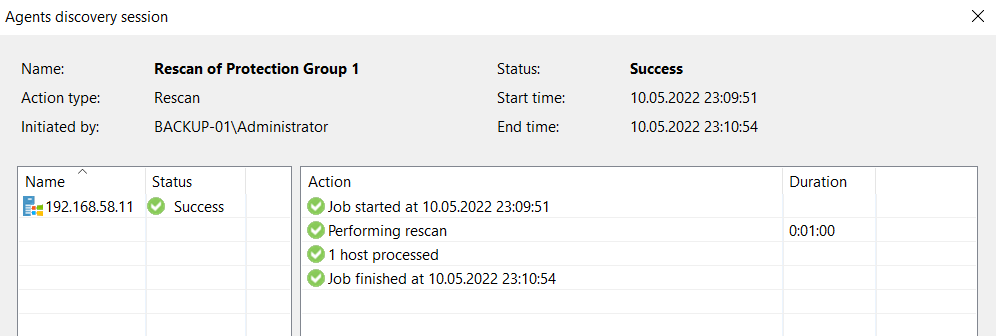 Agents discovery session
Name: Rescan of Protection Group 1 Status: Success
Action type: Rescan Start time: 10.05.2022 23:09:51
Initiated by: BACKUP-01\Administrator End time: 10.05.2022 23:10:54
Name Status
192.168.58.11 Success
Action Duration
Job started at 10.05.2022 23:09:51
Performing rescan 0:01:00
1 host processed
Job finished at 10.05.2022 23:10:54